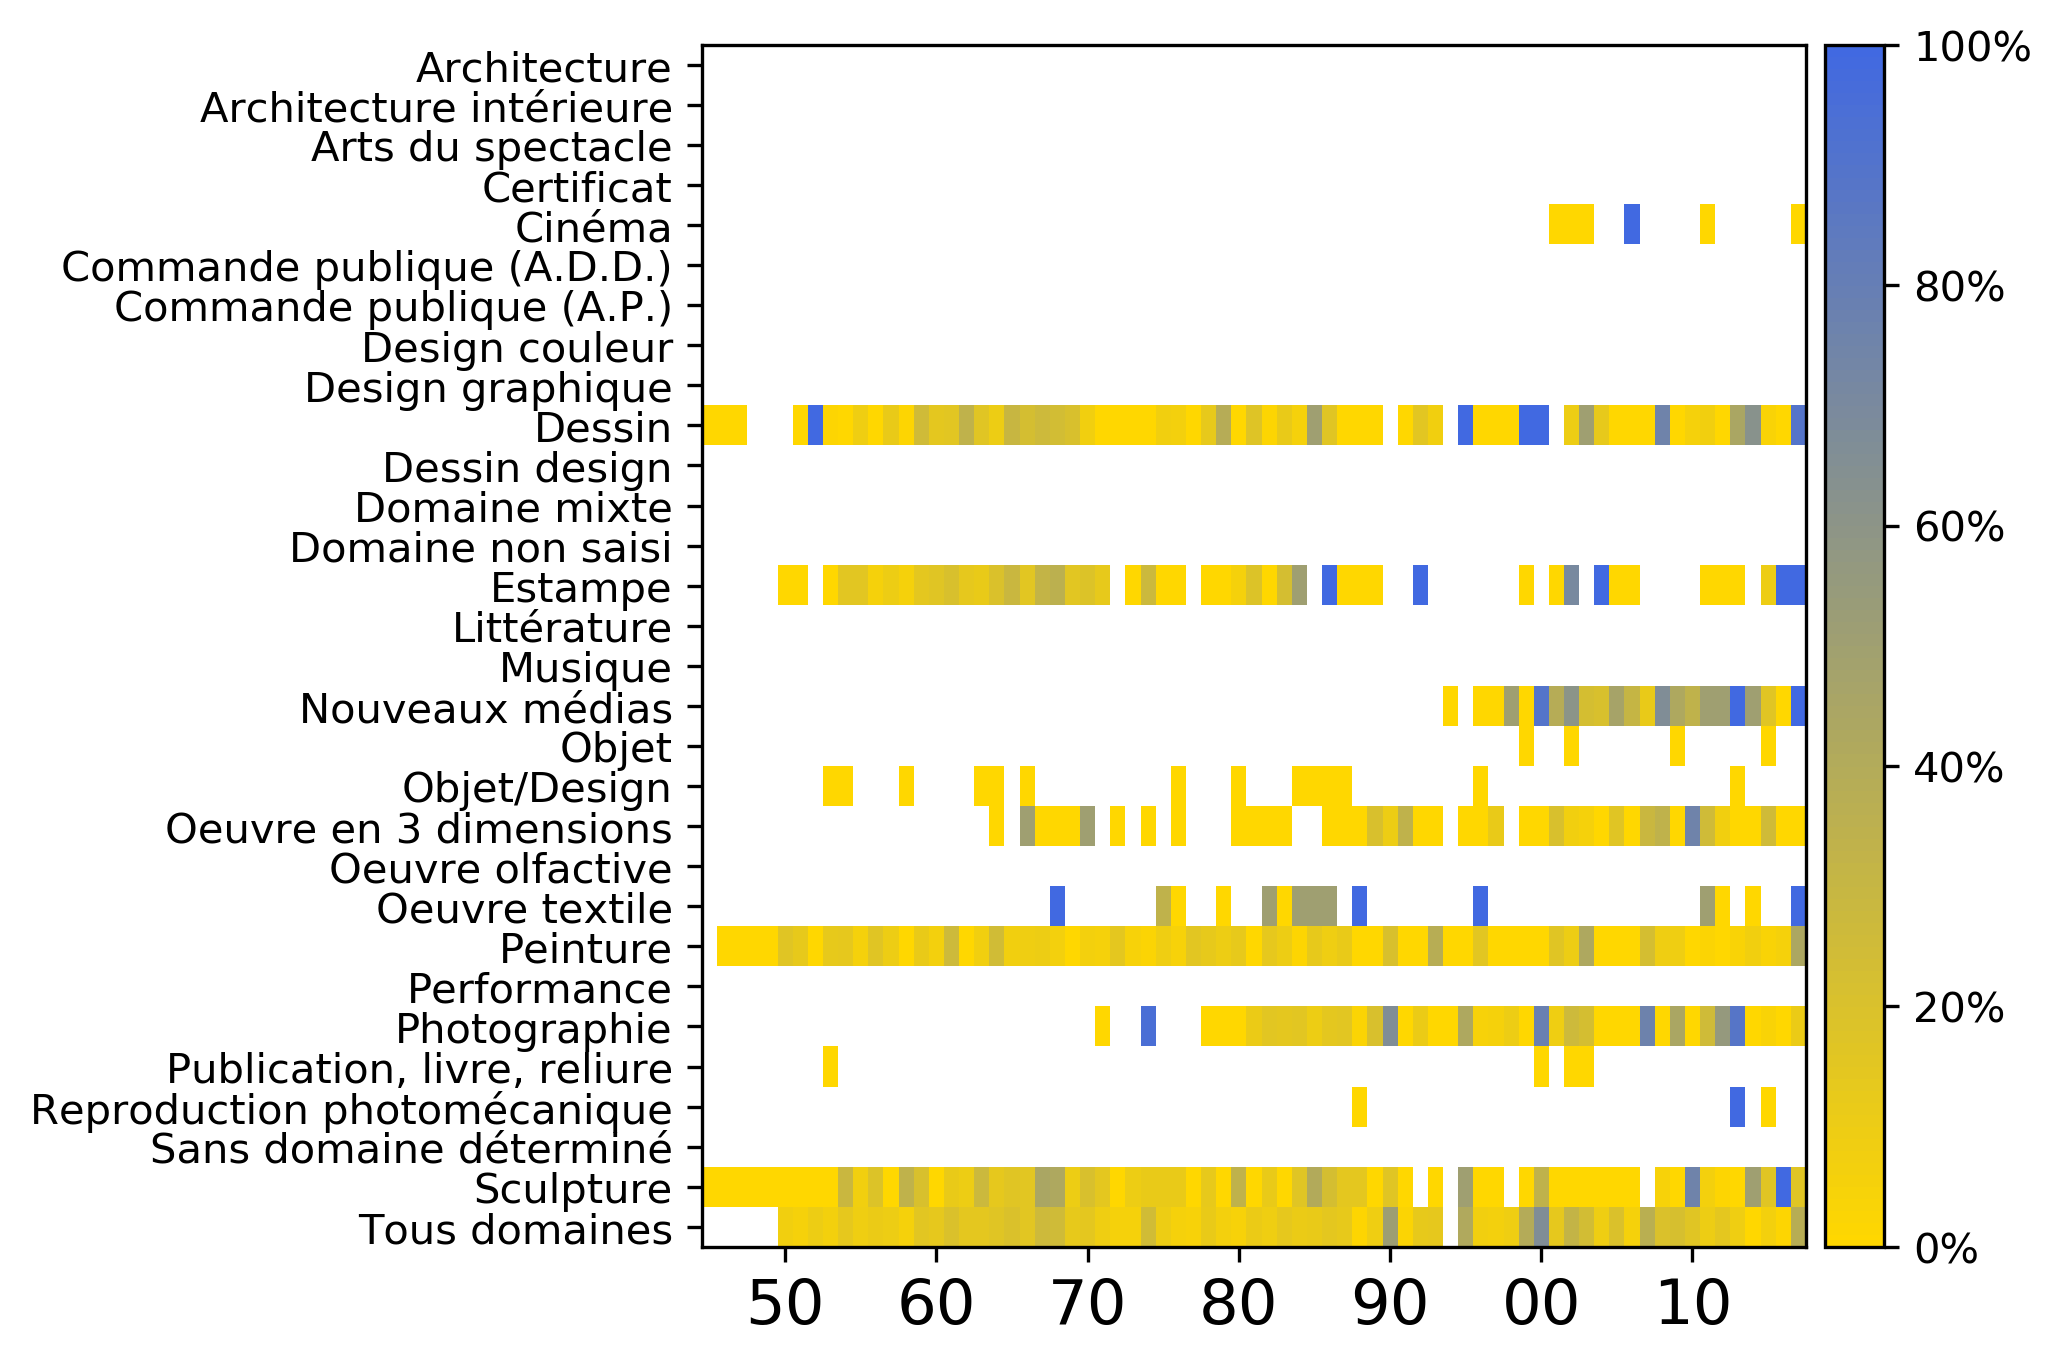 Architecture
Architecture intérieure
Arts du spectacle
Certificat
Cinéma
Commande publique (A.D.D.)
Commande publique (A.P.)
Design couleur
Design graphique
Dessin
Dessin design
Domaine mixte
Domaine non saisi
Estampe
Littérature
Musique
Nouveaux médias
Objet
Objet/Design
Oeuvre en 3 dimensions
Oeuvre olfactive
Oeuvre textile
Peinture
Performance
Photographie
Publication, livre, reliure
Reproduction photomécanique
Sans domaine déterminé
Sculpture
Tous domaines
50 60 70 80 90 00 10
100%
80%
60%
40%
20%
0%